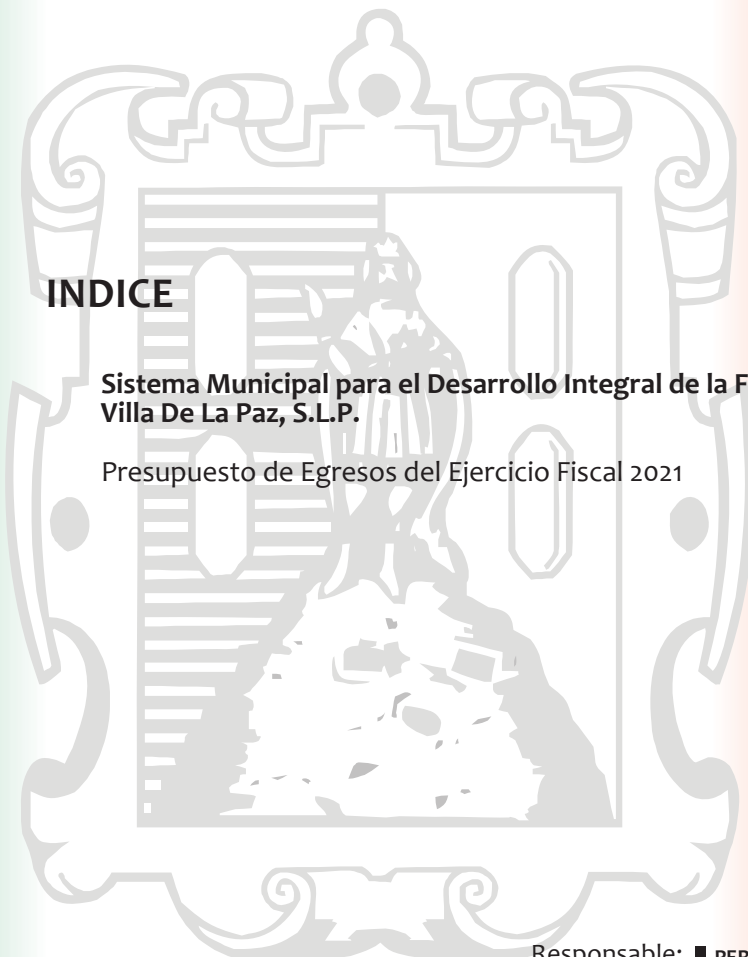 INDICE
Sistema Municipal para el Desarrollo Integral de la
Villa De La Paz, S.L.P.
Presupuesto de Egresos del Ejercicio Fiscal 2021
Responsable: